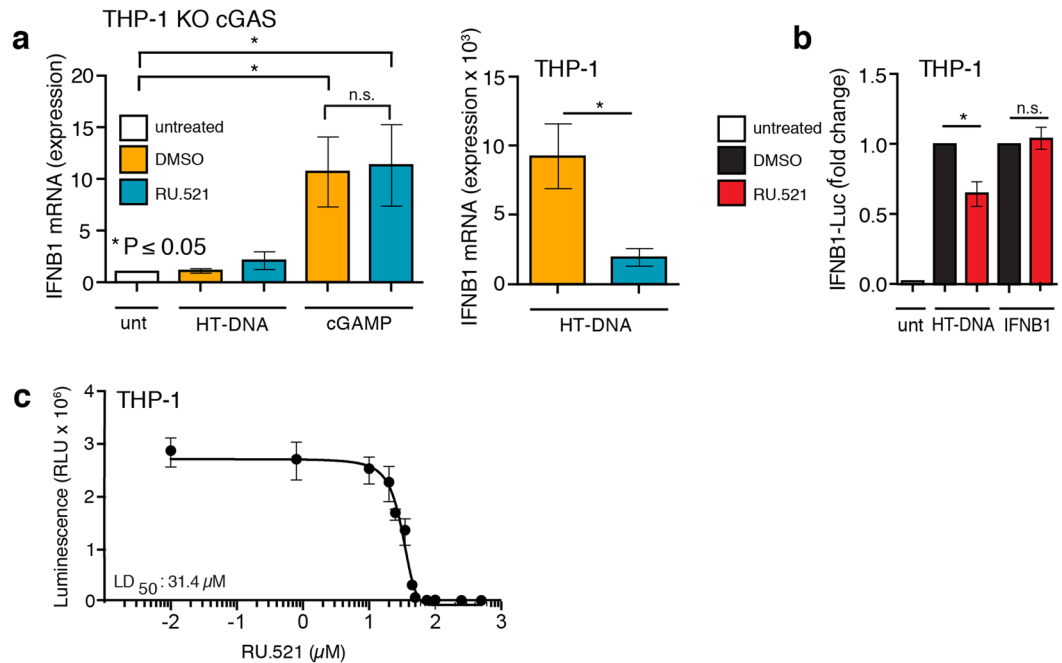 a
THP-1 KO cGAS
IFNB1 mRNA (expression)
20
15
10
5
0
untreated
DMSO
RU.521
* P ≤ 0.05
*
*
n.s.
unt
HT-DNA
cGAMP
THP-1
IFNB1 mRNA (expression x 10³)
15
10
5
0
*
HT-DNA
untreated
DMSO
RU.521
b
THP-1
IFNB1-Luc (fold change)
1.5
1.0
0.5
0.0
*
n.s.
unt
HT-DNA
IFNB1
c
THP-1
Luminescence (RLU x 10⁶)
4
3
2
1
0
LD 50 : 31.4 µM
-2
-1
0
1
2
3
RU.521 (µM)